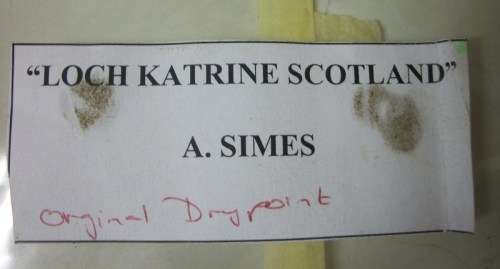 “LOCH KATRINE SCOTLAND”
A. SIMES
Original Drypoint